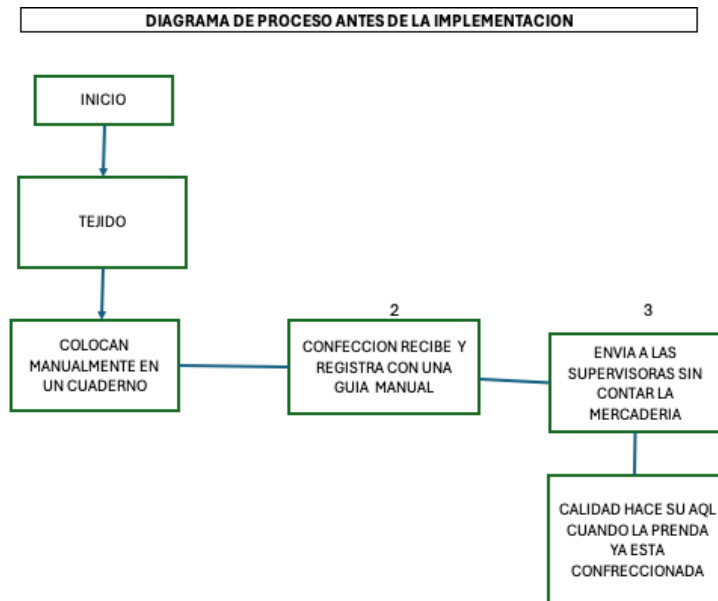 DIAGRAMA DE PROCESO ANTES DE LA IMPLEMENTACION
INICIO
TEJIDO
COLOCAN
MANUALMENTE EN
UN CUADERNO
2
CONFECCION RECIBE Y
REGISTRA CON UNA
GUIA MANUAL
3
ENVIA A LAS
SUPERVISORAS SIN
CONTAR LA
MERCADERIA
CALIDAD HACE SU AQL
CUANDO LA PRENDA
YA ESTA
CONFRECCIONADA